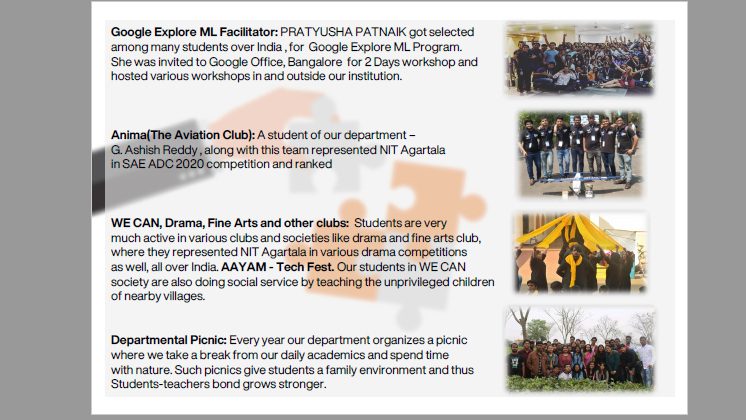 Google Explore ML Facilitator: PRATYUSHA PATNAIK got selected
among many students over India , for Google Explore ML Program.
She was invited to Google Office, Bangalore for 2 Days workshop and
hosted various workshops in and outside our institution.
Anima(The Aviation Club): A student of our department –
G. Ashish Reddy , along with this team represented NIT Agartala
in SAE ADC 2020 competition and ranked
WE CAN, Drama, Fine Arts and other clubs: Students are very
much active in various clubs and societies like drama and fine arts club,
where they represented NIT Agartala in various drama competitions
as well, all over India. AAYAM - Tech Fest. Our students in WE CAN
society are also doing social service by teaching the unprivileged children
of nearby villages.
Departmental Picnic: Every year our department organizes a picnic
where we take a break from our daily academics and spend time
with nature. Such picnics give students a family environment and thus
Students-teachers bond grows stronger.